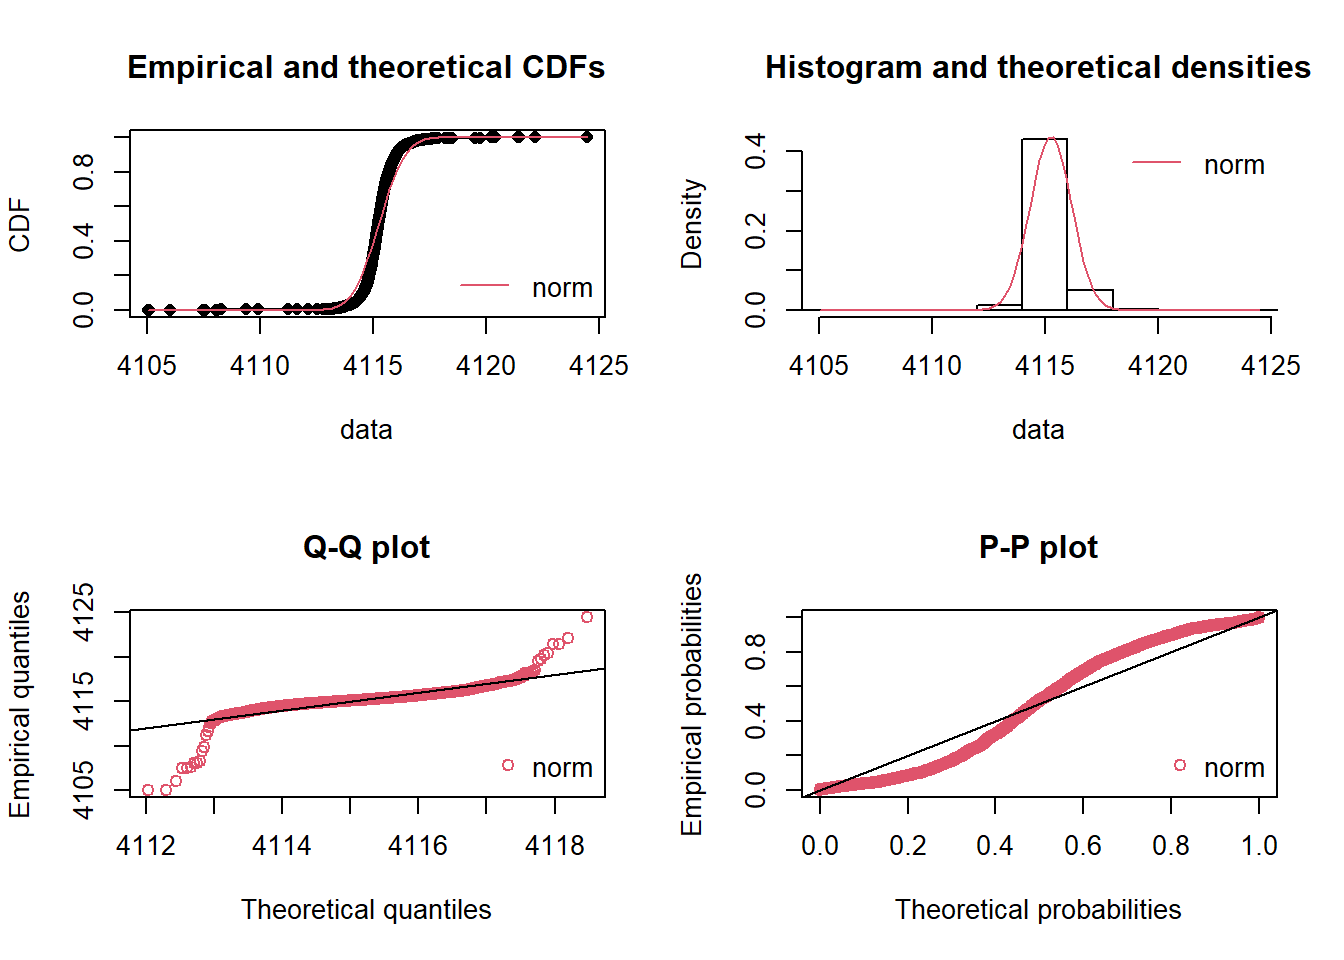 Empirical and theoretical CDFs
CDF
0.0 0.4 0.8
norm
4105 4110 4115 4120 4125
data
Histogram and theoretical densities
Density
0.0 0.2 0.4
norm
4105 4110 4115 4120 4125
data
Q-Q plot
Empirical quantiles
4105 4115 4125
norm
4112 4114 4116 4118
Theoretical quantiles
P-P plot
Empirical probabilities
0.0 0.4 0.8
norm
0.0 0.2 0.4 0.6 0.8 1.0
Theoretical probabilities